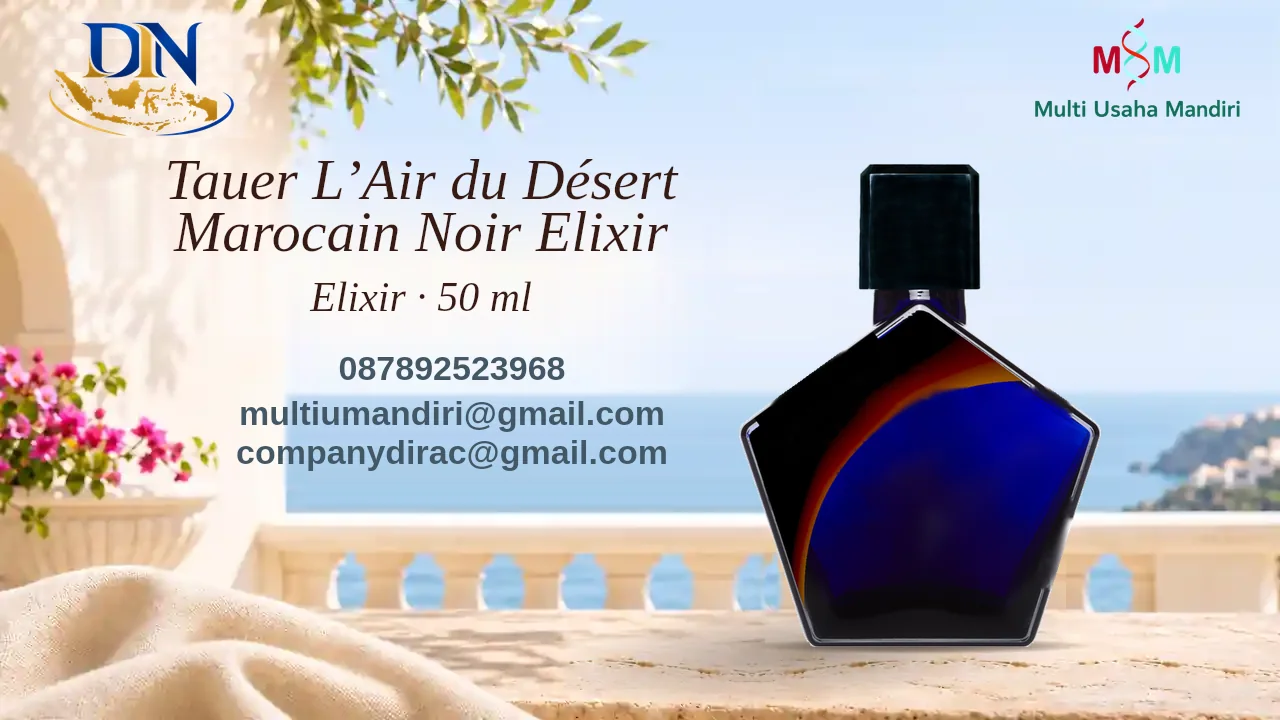 DIN
MSM
Multi Usaha Mandiri
Tauer L’Air du Désert
Marocain Noir Elixir
Elixir · 50 ml
087892523968
multiumandiri@gmail.com
companydirac@gmail.com